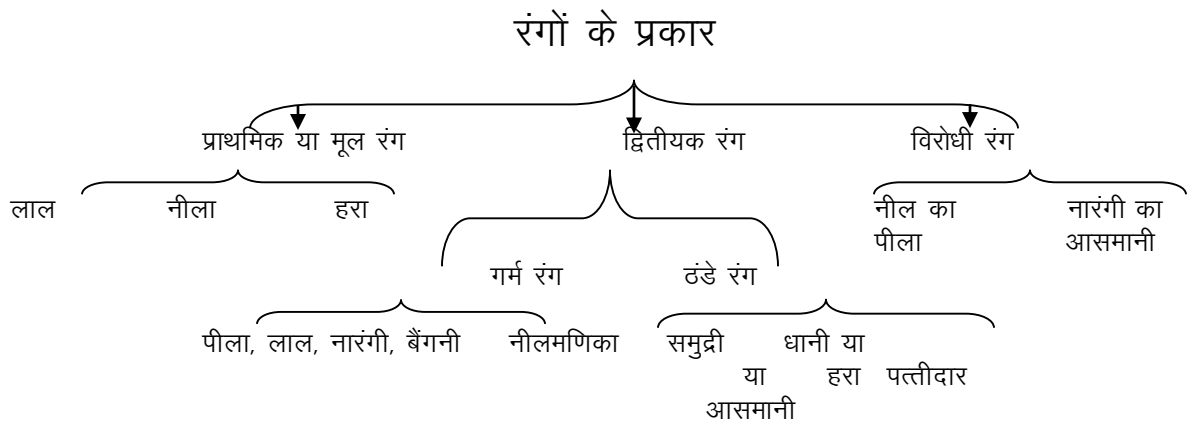 रंगों के प्रकार
प्राथमिक या मूल रंग द्वितीयक रंग विरोधी रंग
लाल नीला हरा नील का नारंगी का
पीला आसमानी
गर्म रंग ठंडे रंग
पीला, लाल, नारंगी, बैंगनी नीलमणिका समुद्री धानी या
या हरा पत्तीदार
आसमानी